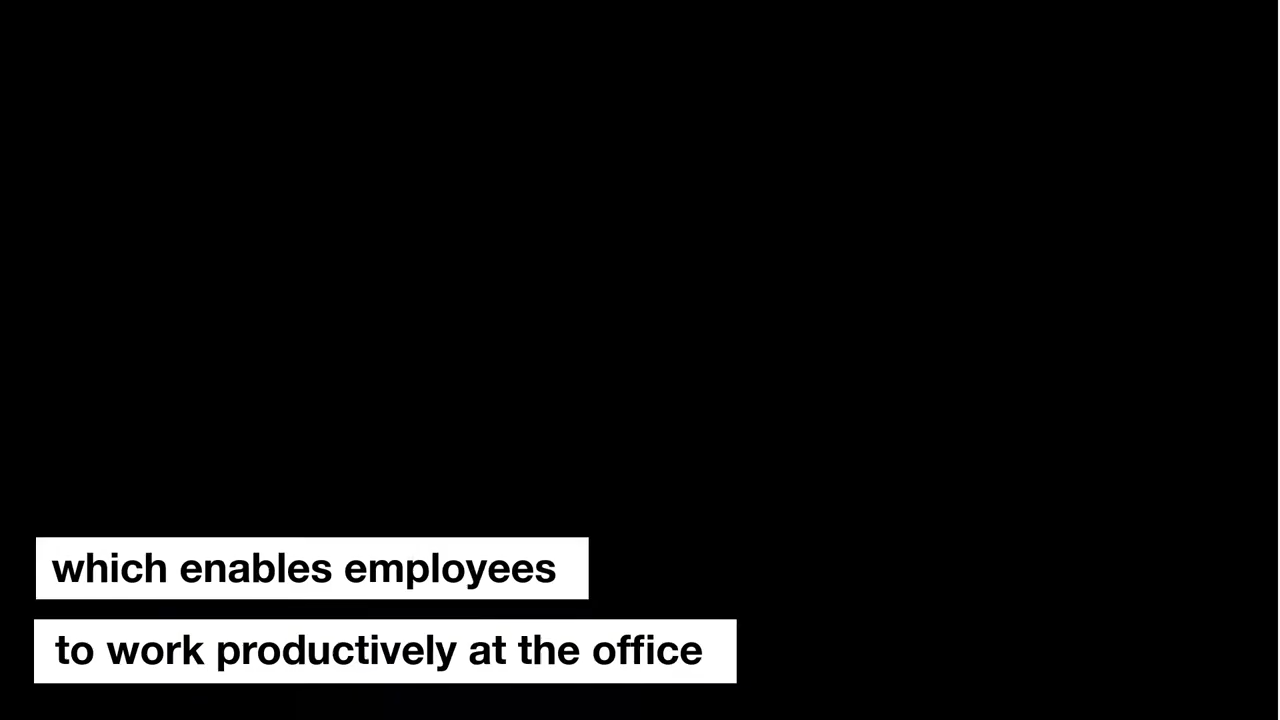 which enables employees
to work productively at the office